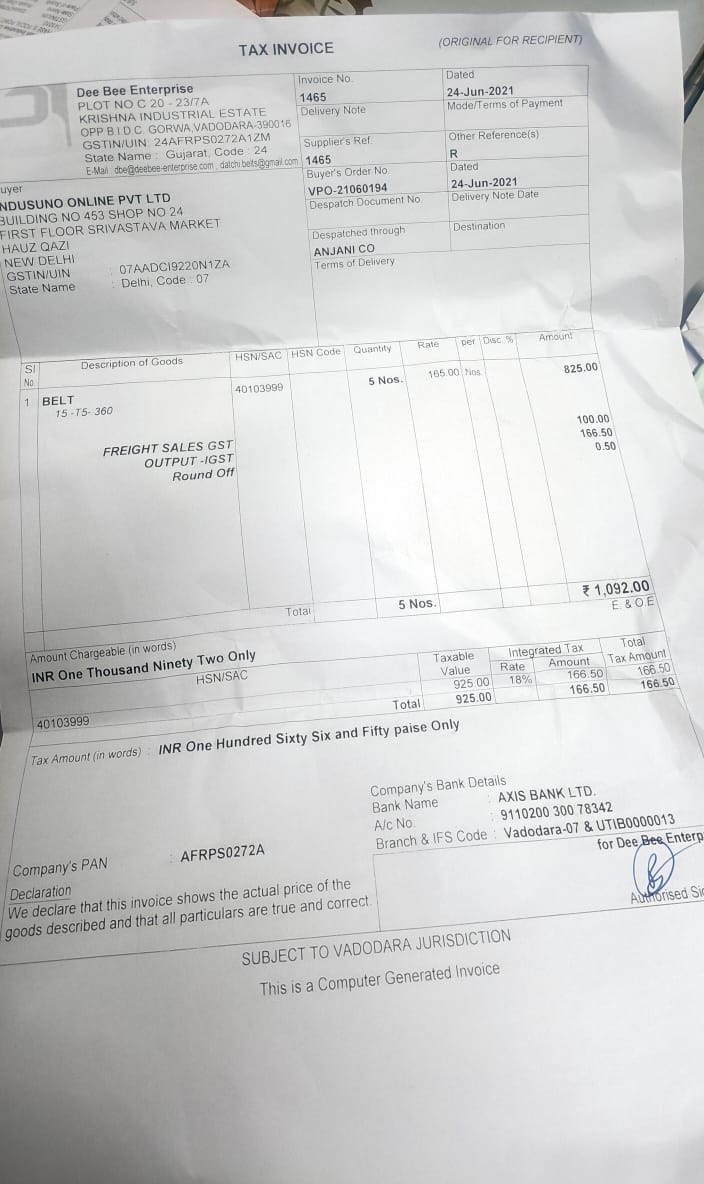 TAX INVOICE
(ORIGINAL FOR RECIPIENT)
Dee Bee Enterprise
PLOT NO C 20 - 23/7A
KRISHNA INDUSTRIAL ESTATE
OPP B I D C. GORWA,VADODARA-390016
GSTIN/UIN: 24AFRPS0272A1ZM
State Name : Gujarat, Code : 24
E-Mail : dbe@deebee-enterprise.com , datchi.belts@gmail.com
Invoice No.
1465
Dated
24-Jun-2021
Delivery Note
Mode/Terms of Payment
Supplier's Ref.
1465
Other Reference(s)
R
Buyer's Order No.
VPO-21060194
Dated
24-Jun-2021
Despatch Document No.
Delivery Note Date
Despatched through
ANJANI CO
Destination
Terms of Delivery
uyer
NDUSUNO ONLINE PVT LTD
BUILDING NO 453 SHOP NO 24
FIRST FLOOR SRIVASTAVA MARKET
HAUZ QAZI
NEW DELHI
GSTIN/UIN : 07AADCI9220N1ZA
State Name : Delhi, Code : 07
Sl No. Description of Goods HSN/SAC HSN Code Quantity Rate per Disc. % Amount
1 BELT 40103999 5 Nos. 165.00 Nos 825.00
15 -T5- 360
FREIGHT SALES GST 100.00
OUTPUT -IGST 166.50
Round Off 0.50
Total 5 Nos. ₹ 1,092.00
E. & O.E
Amount Chargeable (in words)
INR One Thousand Ninety Two Only
HSN/SAC Taxable Value Integrated Tax Rate Amount Total Tax Amount
40103999 925.00 18% 166.50 166.50
Total 925.00 166.50 166.50
Tax Amount (in words) : INR One Hundred Sixty Six and Fifty paise Only
Company's Bank Details
Bank Name : AXIS BANK LTD.
A/c No. : 9110200 300 78342
Branch & IFS Code : Vadodara-07 & UTIB0000013
Company's PAN : AFRPS0272A
for Dee Bee Enterp
Declaration
We declare that this invoice shows the actual price of the
goods described and that all particulars are true and correct.
Authorised Si
SUBJECT TO VADODARA JURISDICTION
This is a Computer Generated Invoice